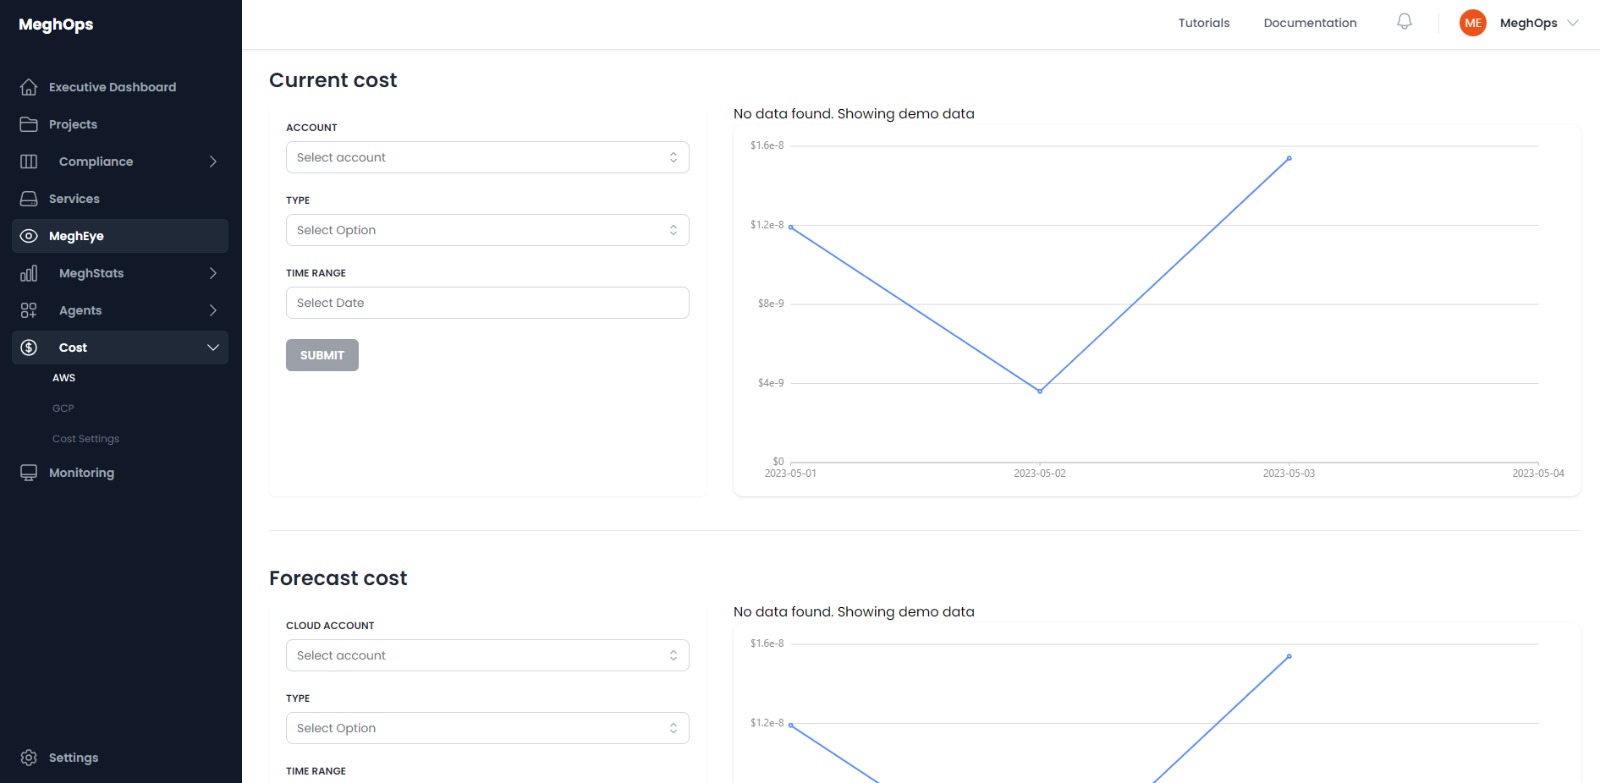 MeghOps
Tutorials
Documentation
ME
MeghOps
Executive Dashboard
Projects
Compliance
Services
MeghEye
MeghStats
Agents
Cost
AWS
GCP
Cost Settings
Monitoring
Settings
Current cost
ACCOUNT
Select account
TYPE
Select Option
TIME RANGE
Select Date
SUBMIT
No data found. Showing demo data
$1.6e-8
$1.2e-8
$8e-9
$4e-9
$0
2023-05-01 2023-05-02 2023-05-03 2023-05-04
Forecast cost
CLOUD ACCOUNT
Select account
TYPE
Select Option
TIME RANGE
No data found. Showing demo data
$1.6e-8
$1.2e-8